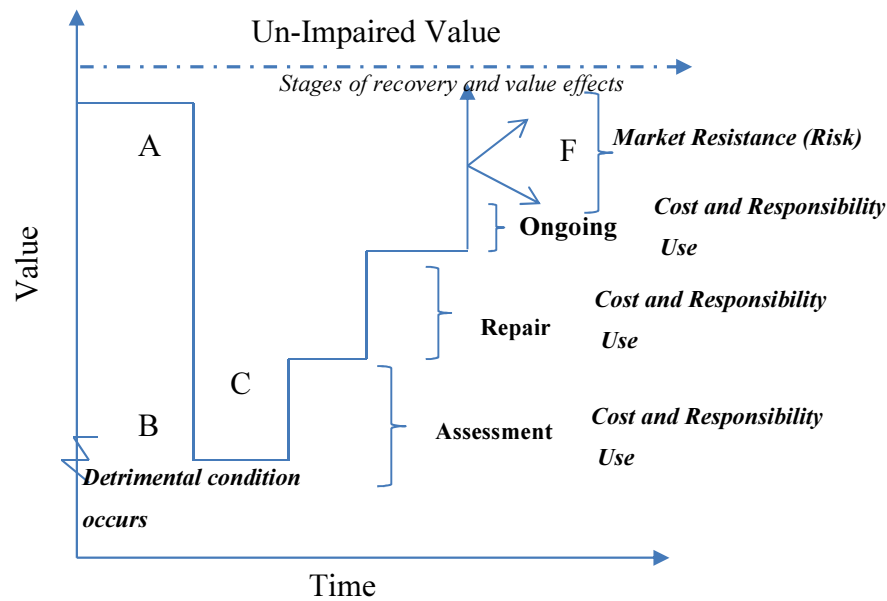 Un-Impaired Value
Stages of recovery and value effects
A
F
Market Resistance (Risk)
Ongoing
Cost and Responsibility
Use
Value
Repair
Cost and Responsibility
Use
C
B
Assessment
Cost and Responsibility
Use
Detrimental condition
occurs
Time